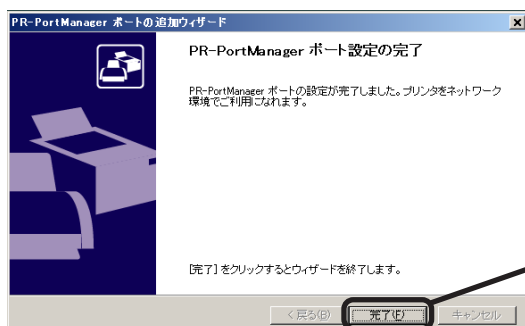 PR-PortManager ポートの追加ウィザード
PR-PortManager ポート設定の完了
PR-PortManager ポートの設定が完了しました。プリンタをネットワーク
環境でご利用になれます。
[完了] をクリックするとウィザードを終了します。
< 戻る(B)
完了(F)
キャンセル